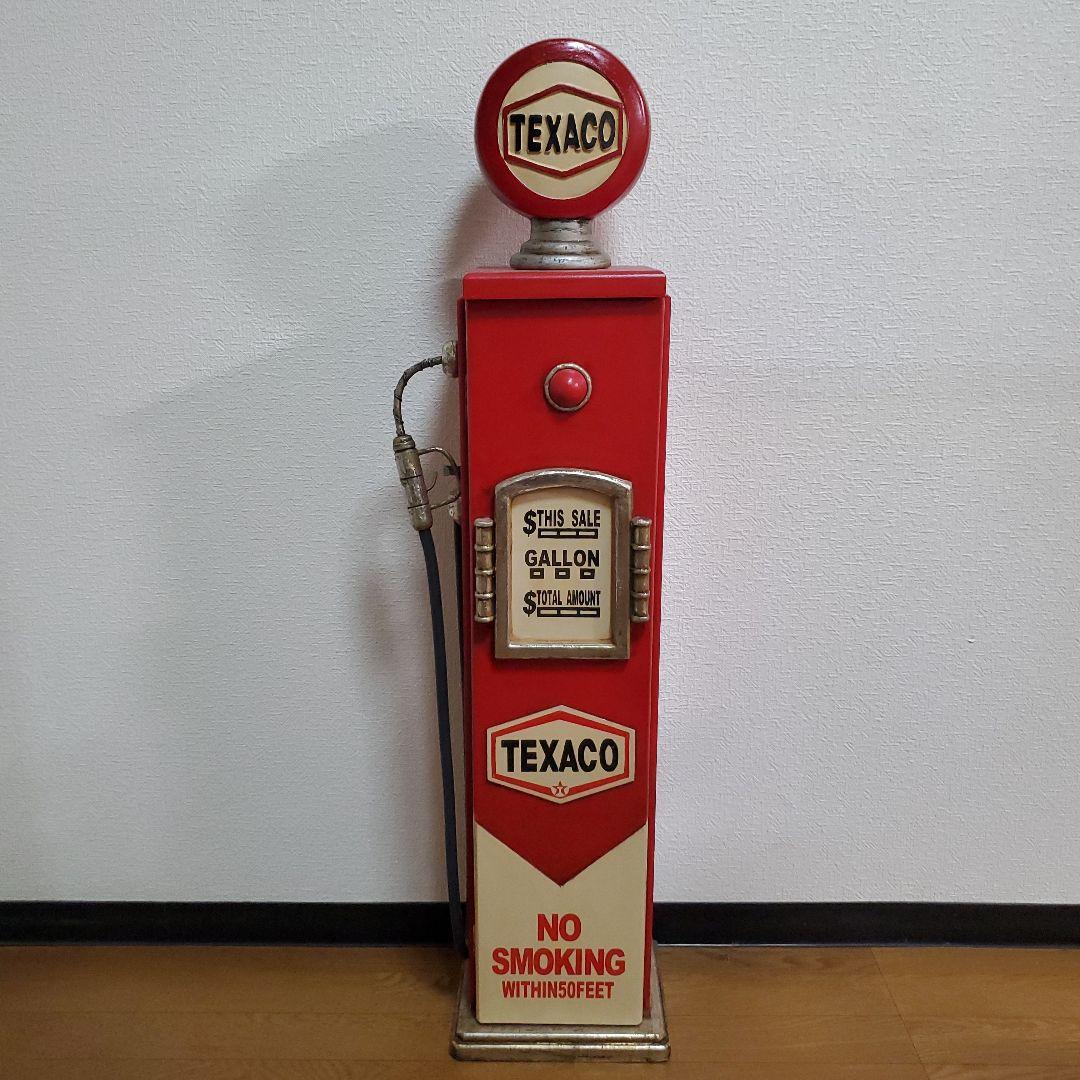 TEXACO
$THIS SALE
GALLON
$TOTAL AMOUNT
TEXACO
NO
SMOKING
WITHIN50FEET